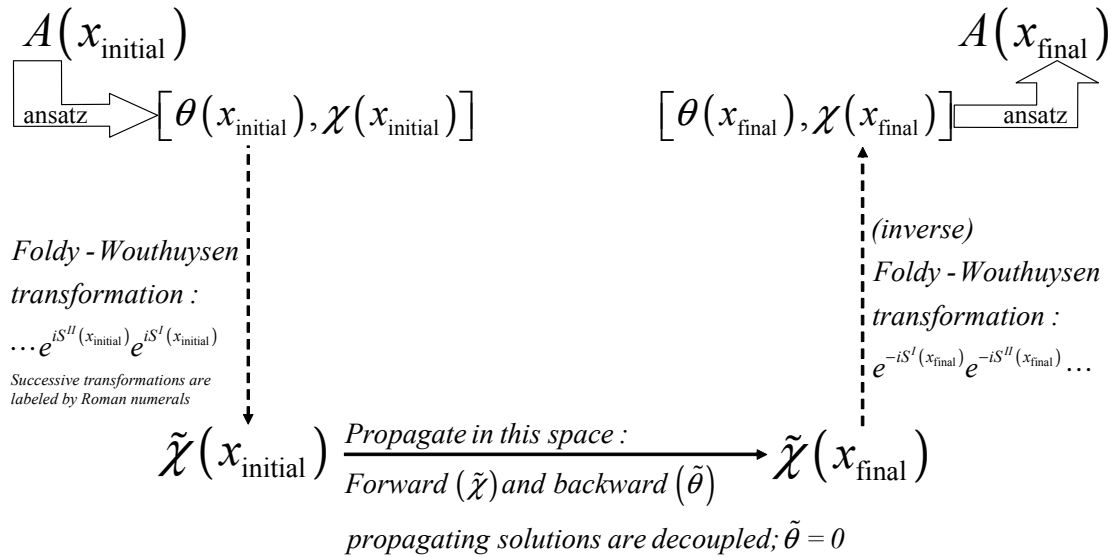 A(x_initial)
ansatz
[θ(x_initial), χ(x_initial)]
Foldy - Wouthuysen
transformation :
⋯e^{iS^{II}(x_initial)} e^{iS^{I}(x_initial)}
Successive transformations are
labeled by Roman numerals
χ̃(x_initial)
Propagate in this space :
Forward (χ̃) and backward (θ̃)
propagating solutions are decoupled; θ̃ = 0
χ̃(x_final)
(inverse)
Foldy - Wouthuysen
transformation :
e^{-iS^{I}(x_final)} e^{-iS^{II}(x_final)} ⋯
[θ(x_final), χ(x_final)]
ansatz
A(x_final)